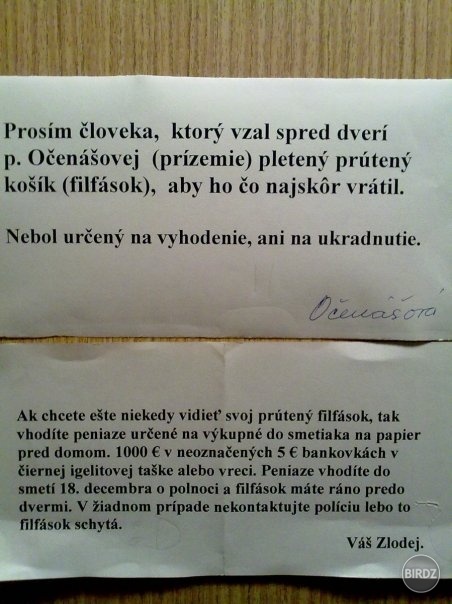 Prosím človeka, ktorý vzal spred dverí
p. Očenášovej (prízemie) pletený prútený
košík (filfások), aby ho čo najskôr vrátil.
Nebol určený na vyhodenie, ani na ukradnutie.
Očenášová
Ak chcete ešte niekedy vidieť svoj prútený filfások, tak
vhodíte peniaze určené na výkupné do smetiaka na papier
pred domom. 1000 € v neoznačených 5 € bankovkách v
čiernej igelitovej taške alebo vreci. Peniaze vhodíte do
smetí 18. decembra o polnoci a filfások máte ráno predo
dvermi. V žiadnom prípade nekontaktujte políciu lebo to
filfások schytá.
Váš Zlodej.
BIRDZ